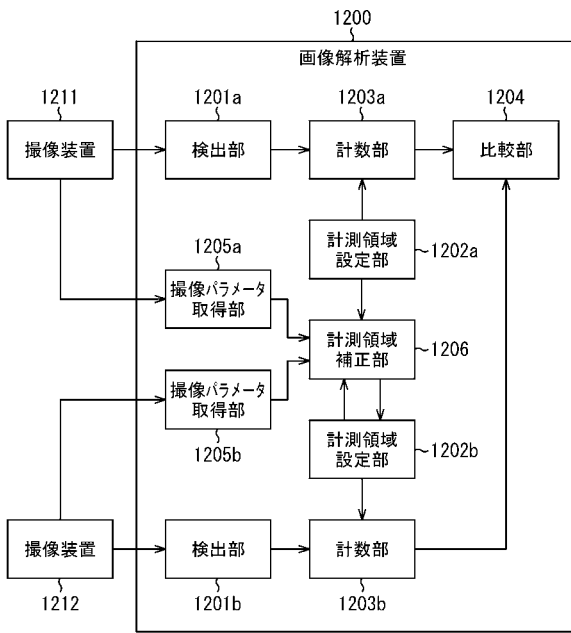 1200
画像解析装置
1211
1201a
1203a
1204
撮像装置
検出部
計数部
比較部
1205a
計測領域
設定部
1202a
撮像パラメータ
取得部
計測領域
補正部
1206
撮像パラメータ
取得部
1205b
計測領域
設定部
1202b
撮像装置
検出部
計数部
1212
1201b
1203b